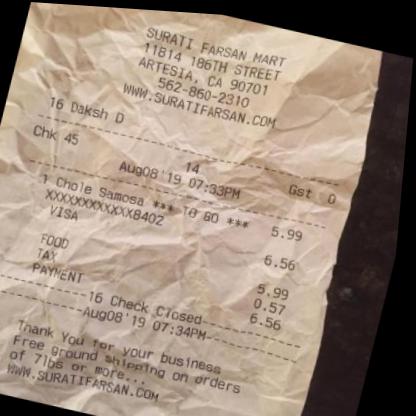 SURATI FARSAN MART
11814 186TH STREET
ARTESIA, CA 90701
562-860-2310
WWW.SURATIFARSAN.COM
16 Daksh D
Chk 45 14 Gst 0
Aug08'19 07:33PM
*** TO GO ***
1 Chole Samosa 5.99
XXXXXXXXXXXX8402
VISA 6.56
FOOD 5.99
TAX 0.57
PAYMENT 6.56
16 Check Closed
Aug08'19 07:34PM
Thank You for your business
Free ground shipping on orders
of 7lbs or more...
WWW.SURATIFARSAN.COM